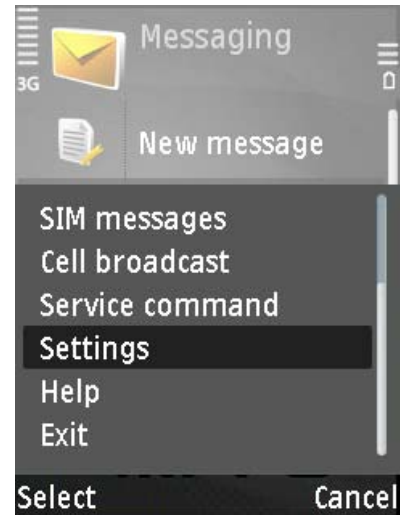 Messaging
3G
New message
SIM messages
Cell broadcast
Service command
Settings
Help
Exit
Select Cancel